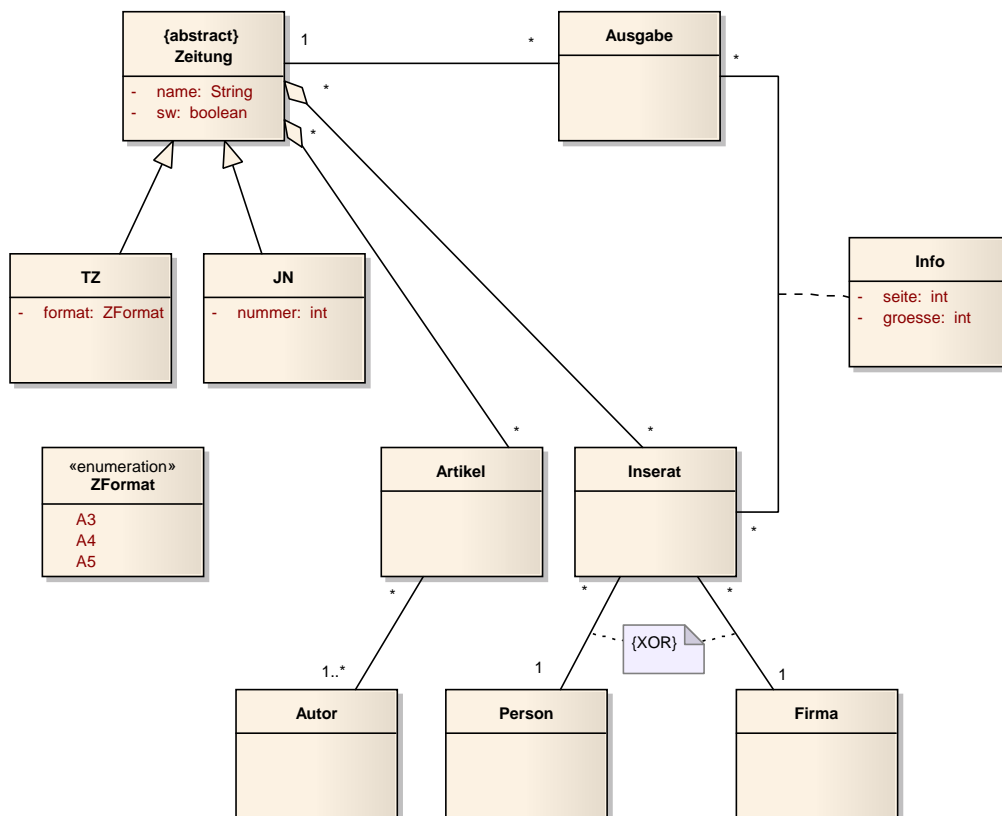 {abstract}
Zeitung
- name: String
- sw: boolean
1
*
Ausgabe
*
*
*
TZ
- format: ZFormat
JN
- nummer: int
Info
- seite: int
- groesse: int
«enumeration»
ZFormat
A3
A4
A5
*
Artikel
*
*
Inserat
*
*
*
{XOR}
1..*
1
1
Autor
Person
Firma